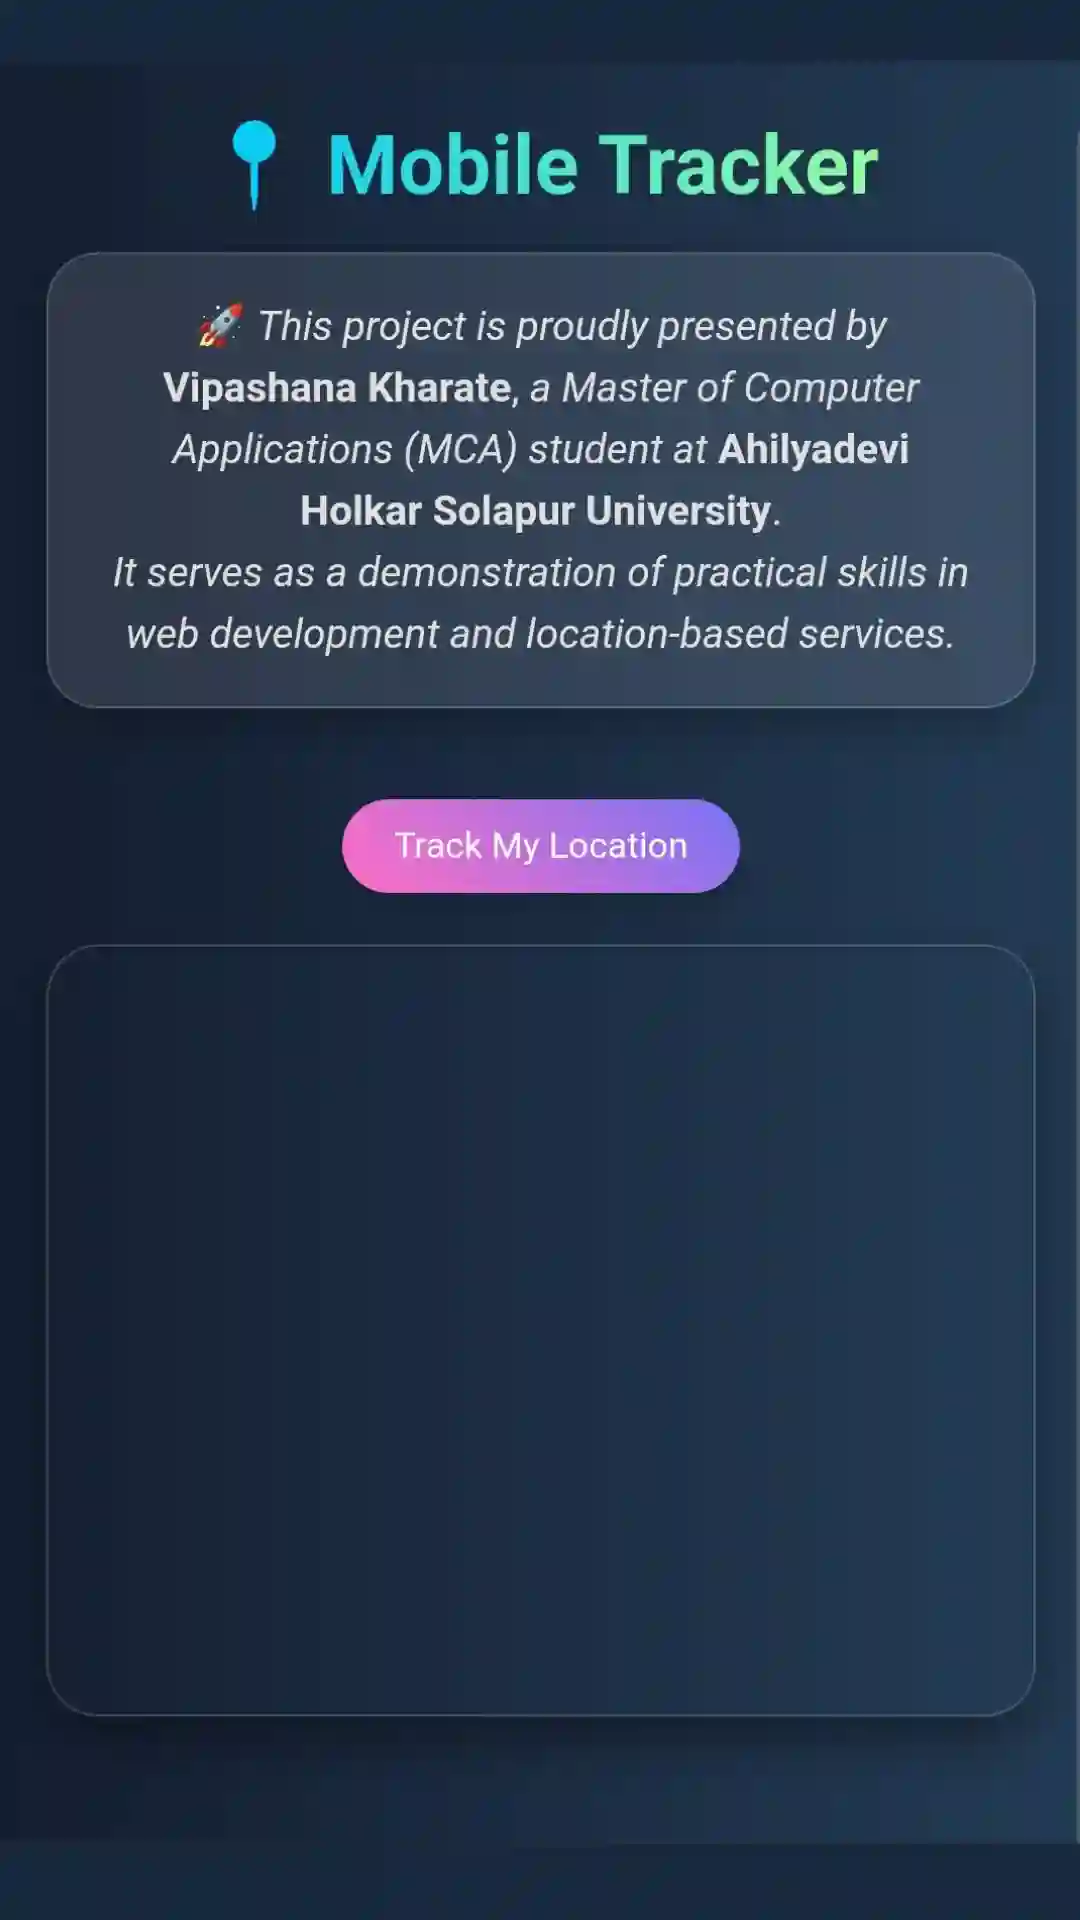 📍 Mobile Tracker
🚀 This project is proudly presented by
Vipashana Kharate, a Master of Computer
Applications (MCA) student at Ahilyadevi
Holkar Solapur University.
It serves as a demonstration of practical skills in
web development and location-based services.
Track My Location